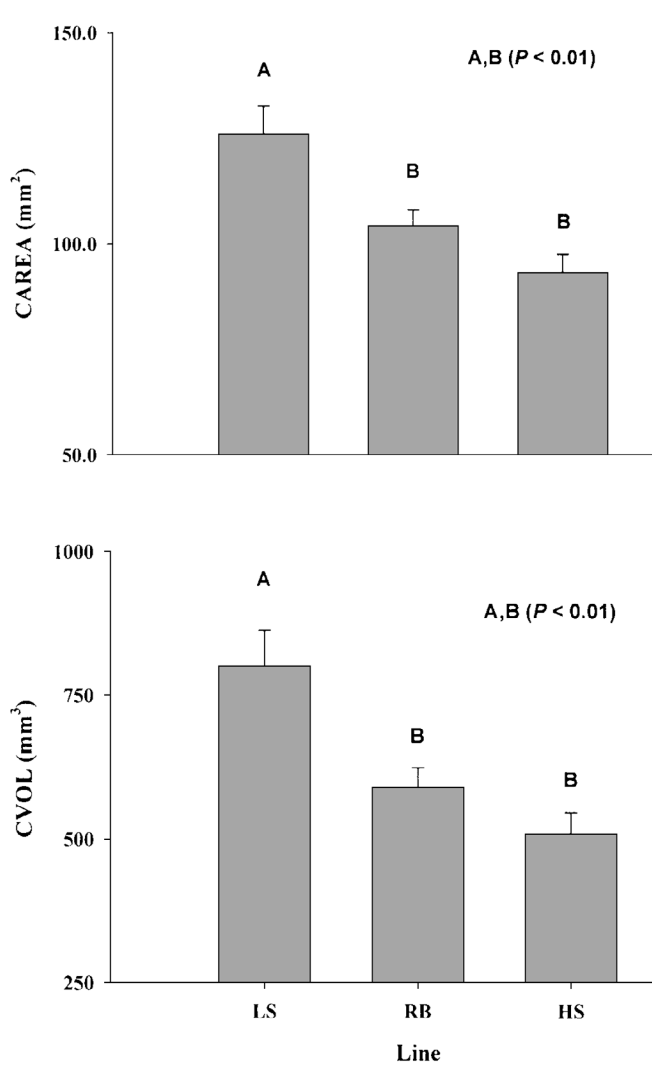 150.0
A
A,B (P < 0.01)
B
B
100.0
CAREA (mm²)
50.0
1000
A
A,B (P < 0.01)
750
B
B
CVOL (mm³)
500
250
LS RB HS
Line